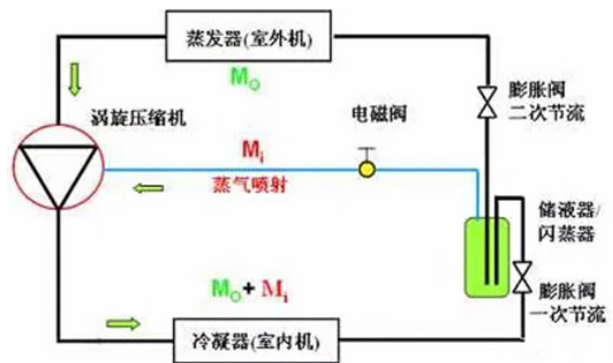 蒸发器(室外机)
Mo
涡旋压缩机
电磁阀
膨胀阀
二次节流
Mi
蒸气喷射
储液器/
闪蒸器
Mo+ Mi
膨胀阀
一次节流
冷凝器(室内机)